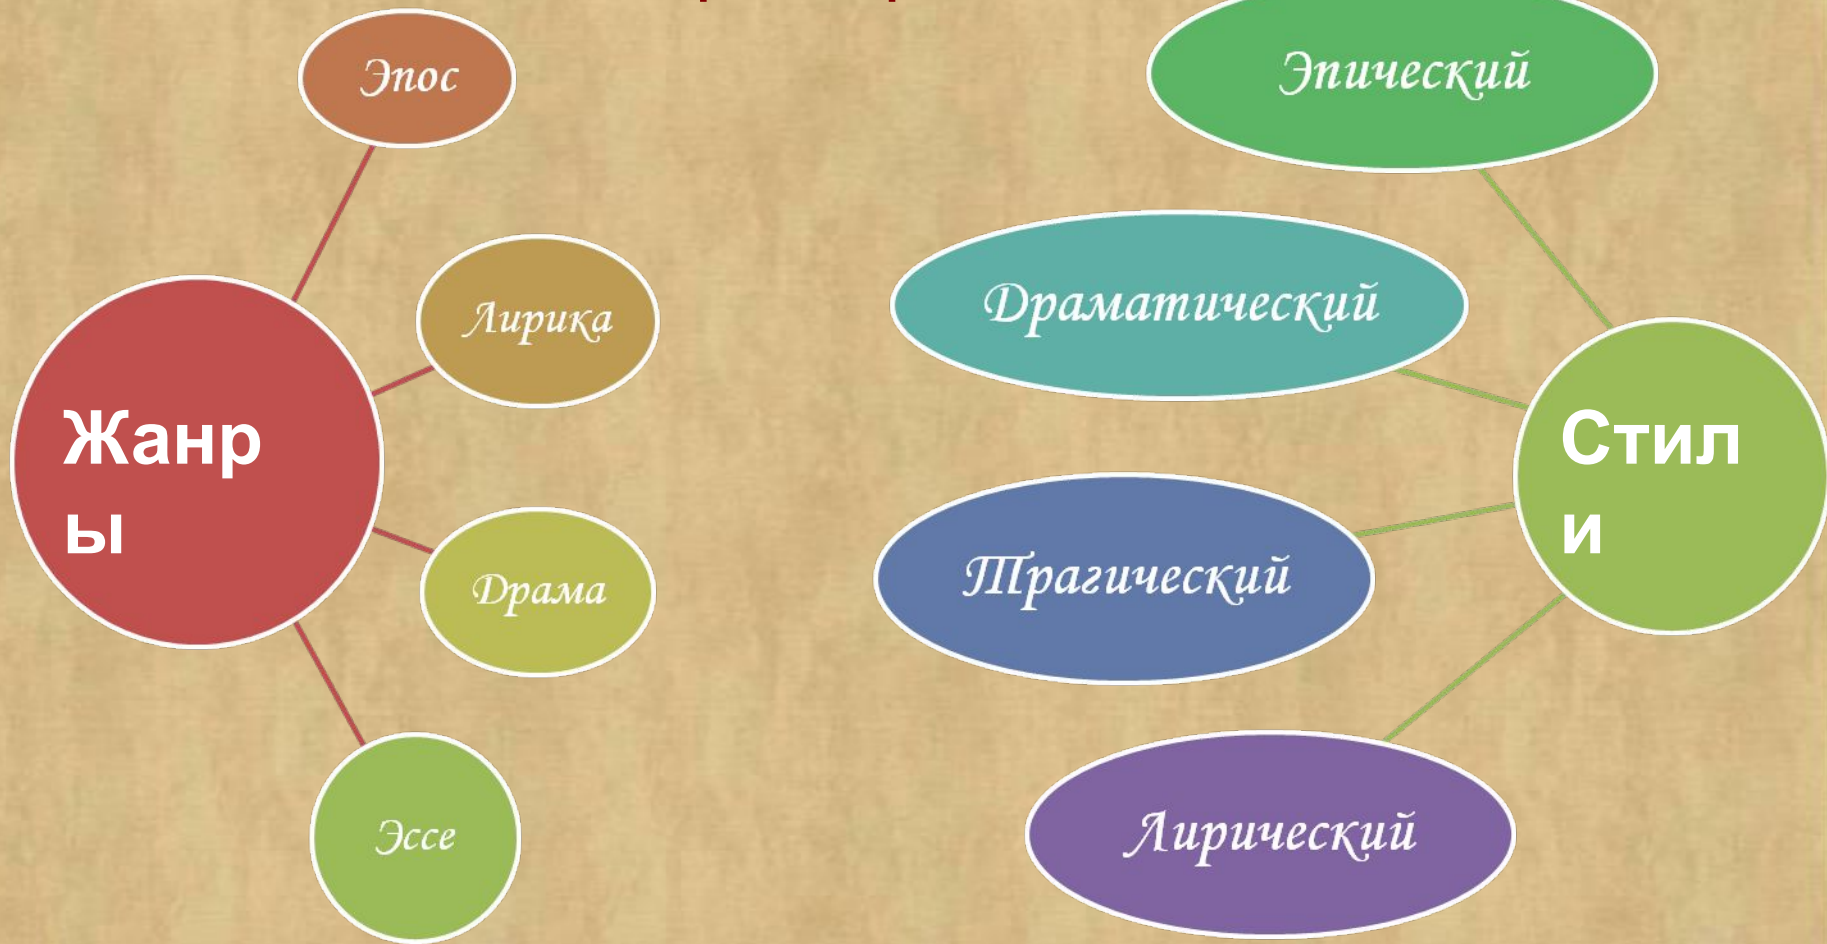 Эпос
Лирика
Жанр
ы
Драма
Эссе
Эпический
Драматический
Стил
и
Трагический
Лирический